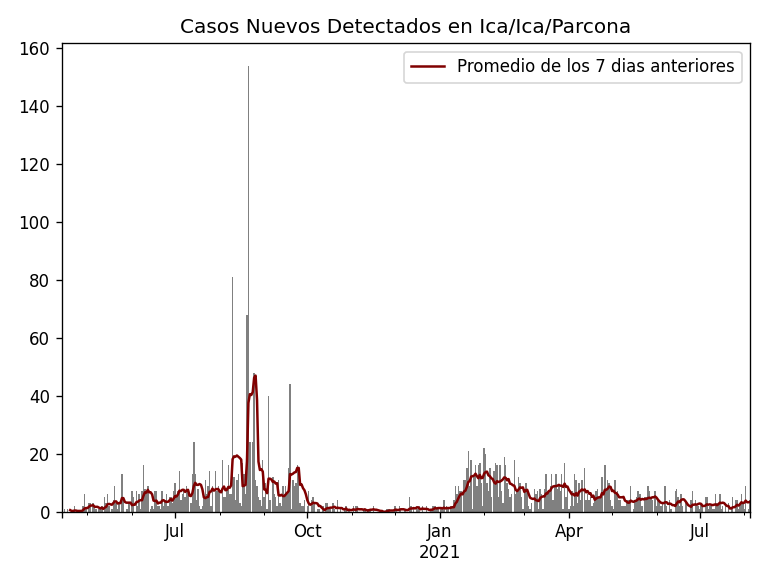 Casos Nuevos Detectados en Ica/Ica/Parcona
Promedio de los 7 dias anteriores
160
140
120
100
80
60
40
20
0
Jul
Oct
Jan
2021
Apr
Jul